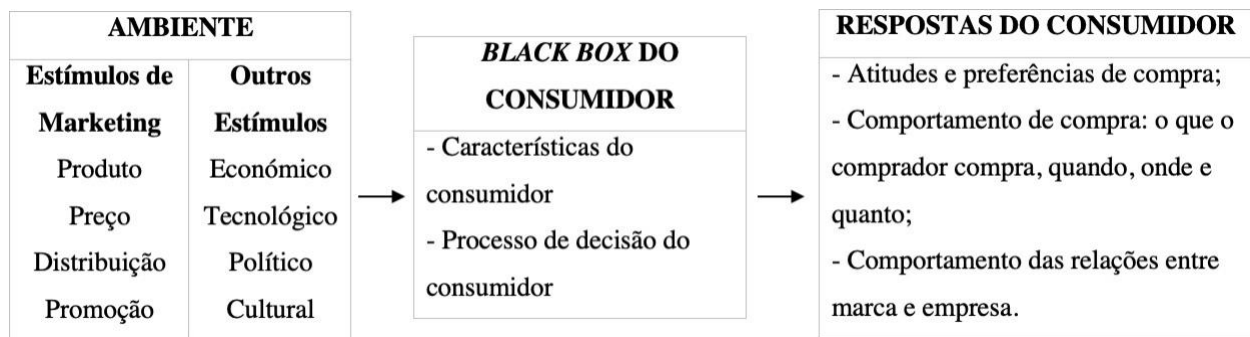 AMBIENTE
Estímulos de
Marketing
Produto
Preço
Distribuição
Promoção
Outros
Estímulos
Económico
Tecnológico
Político
Cultural
BLACK BOX DO
CONSUMIDOR
- Características do
consumidor
- Processo de decisão do
consumidor
RESPOSTAS DO CONSUMIDOR
- Atitudes e preferências de compra;
- Comportamento de compra: o que o
comprador compra, quando, onde e
quanto;
- Comportamento das relações entre
marca e empresa.